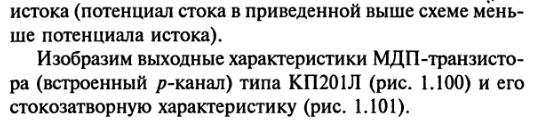 истока (потенциал стока в приведенной выше схеме мень-
ше потенциала истока).
Изобразим выходные характеристики МДП-транзисто-
ра (встроенный p-канал) типа КП201Л (рис. 1.100) и его
стокозатворную характеристику (рис. 1.101).